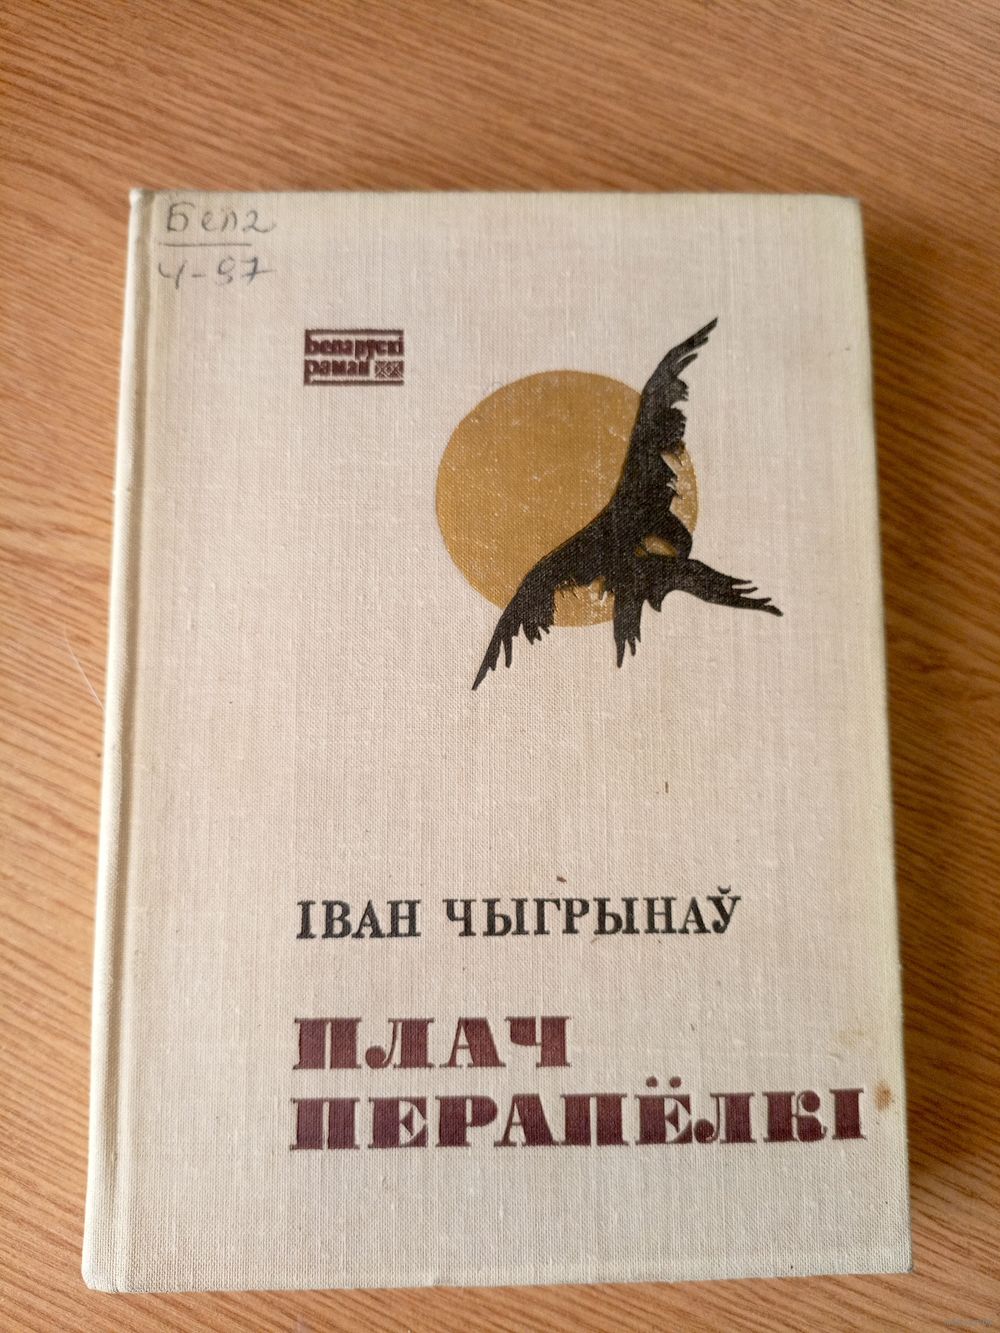 Бел2
Ч-97
Беларускі
раман
ІВАН ЧЫГРЫНАЎ
ПЛАЧ
ПЕРАПЁЛКІ